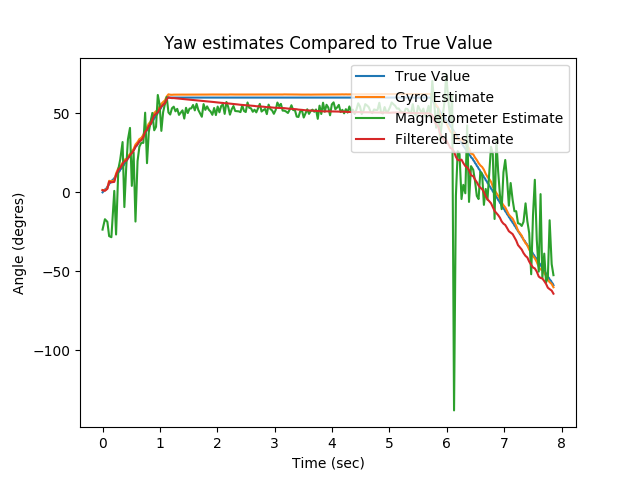 Yaw estimates Compared to True Value
True Value
Gyro Estimate
Magnetometer Estimate
Filtered Estimate
50
0
−50
−100
Angle (degres)
0 1 2 3 4 5 6 7 8
Time (sec)